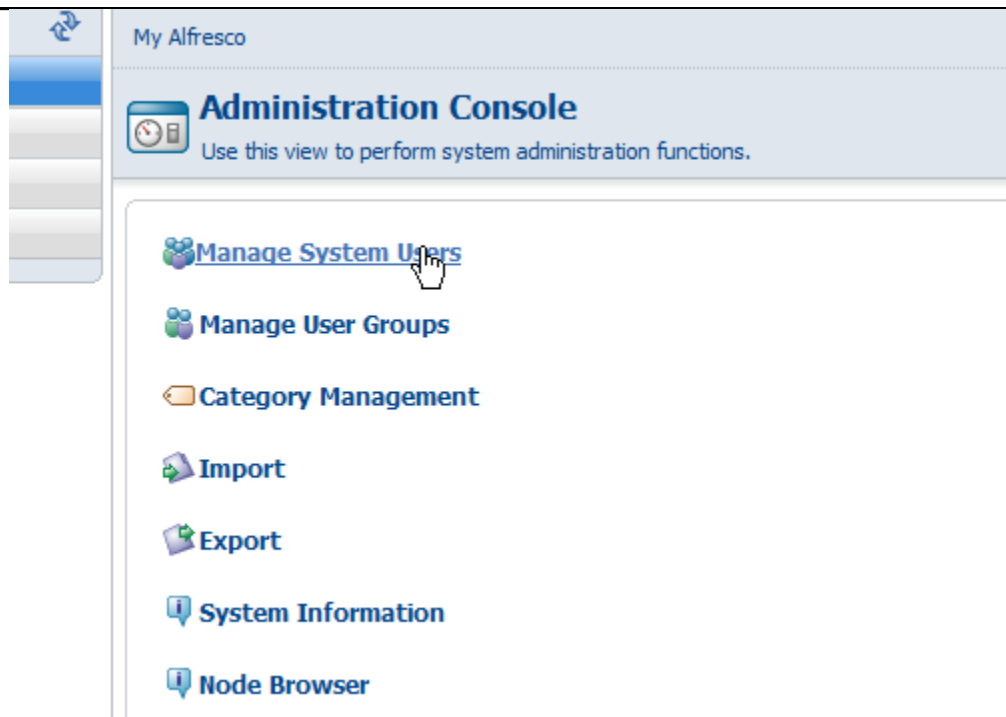 My Alfresco
Administration Console
Use this view to perform system administration functions.
Manage System Users
Manage User Groups
Category Management
Import
Export
System Information
Node Browser